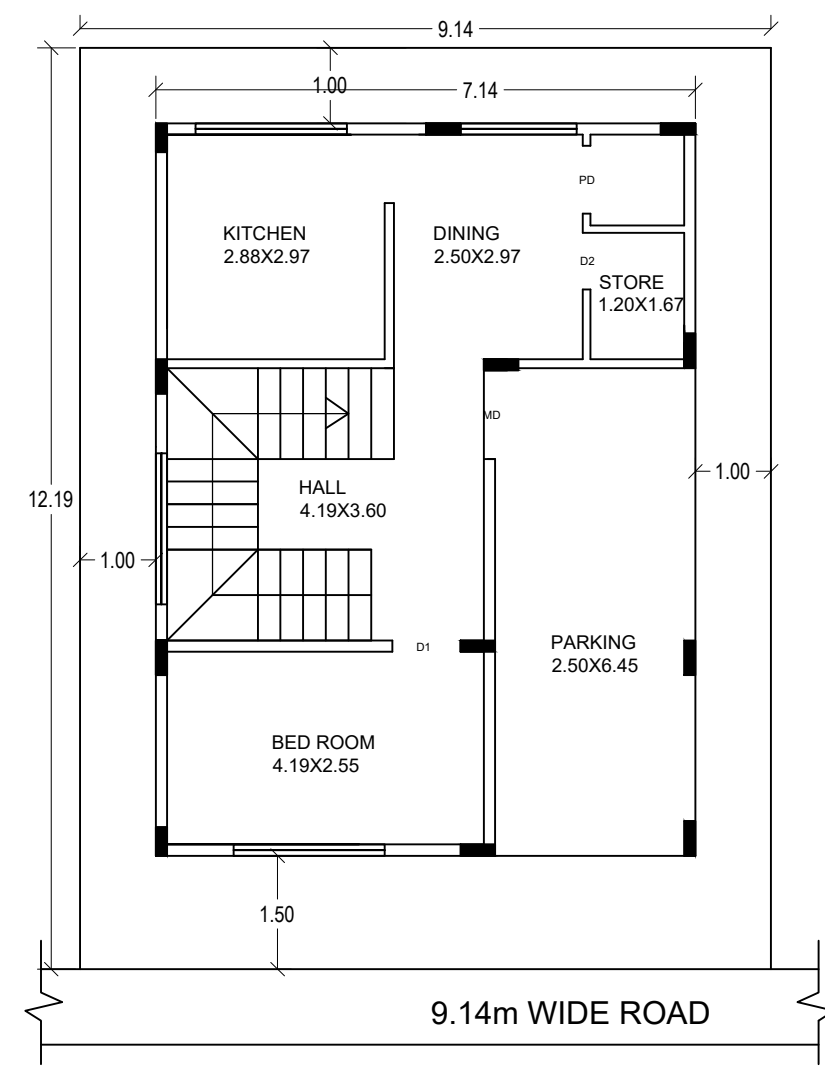 9.14
1.00
7.14
PD
KITCHEN
2.88X2.97
DINING
2.50X2.97
D2
STORE
1.20X1.67
MD
1.00
12.19
HALL
4.19X3.60
1.00
D1
PARKING
2.50X6.45
BED ROOM
4.19X2.55
1.50
9.14m WIDE ROAD